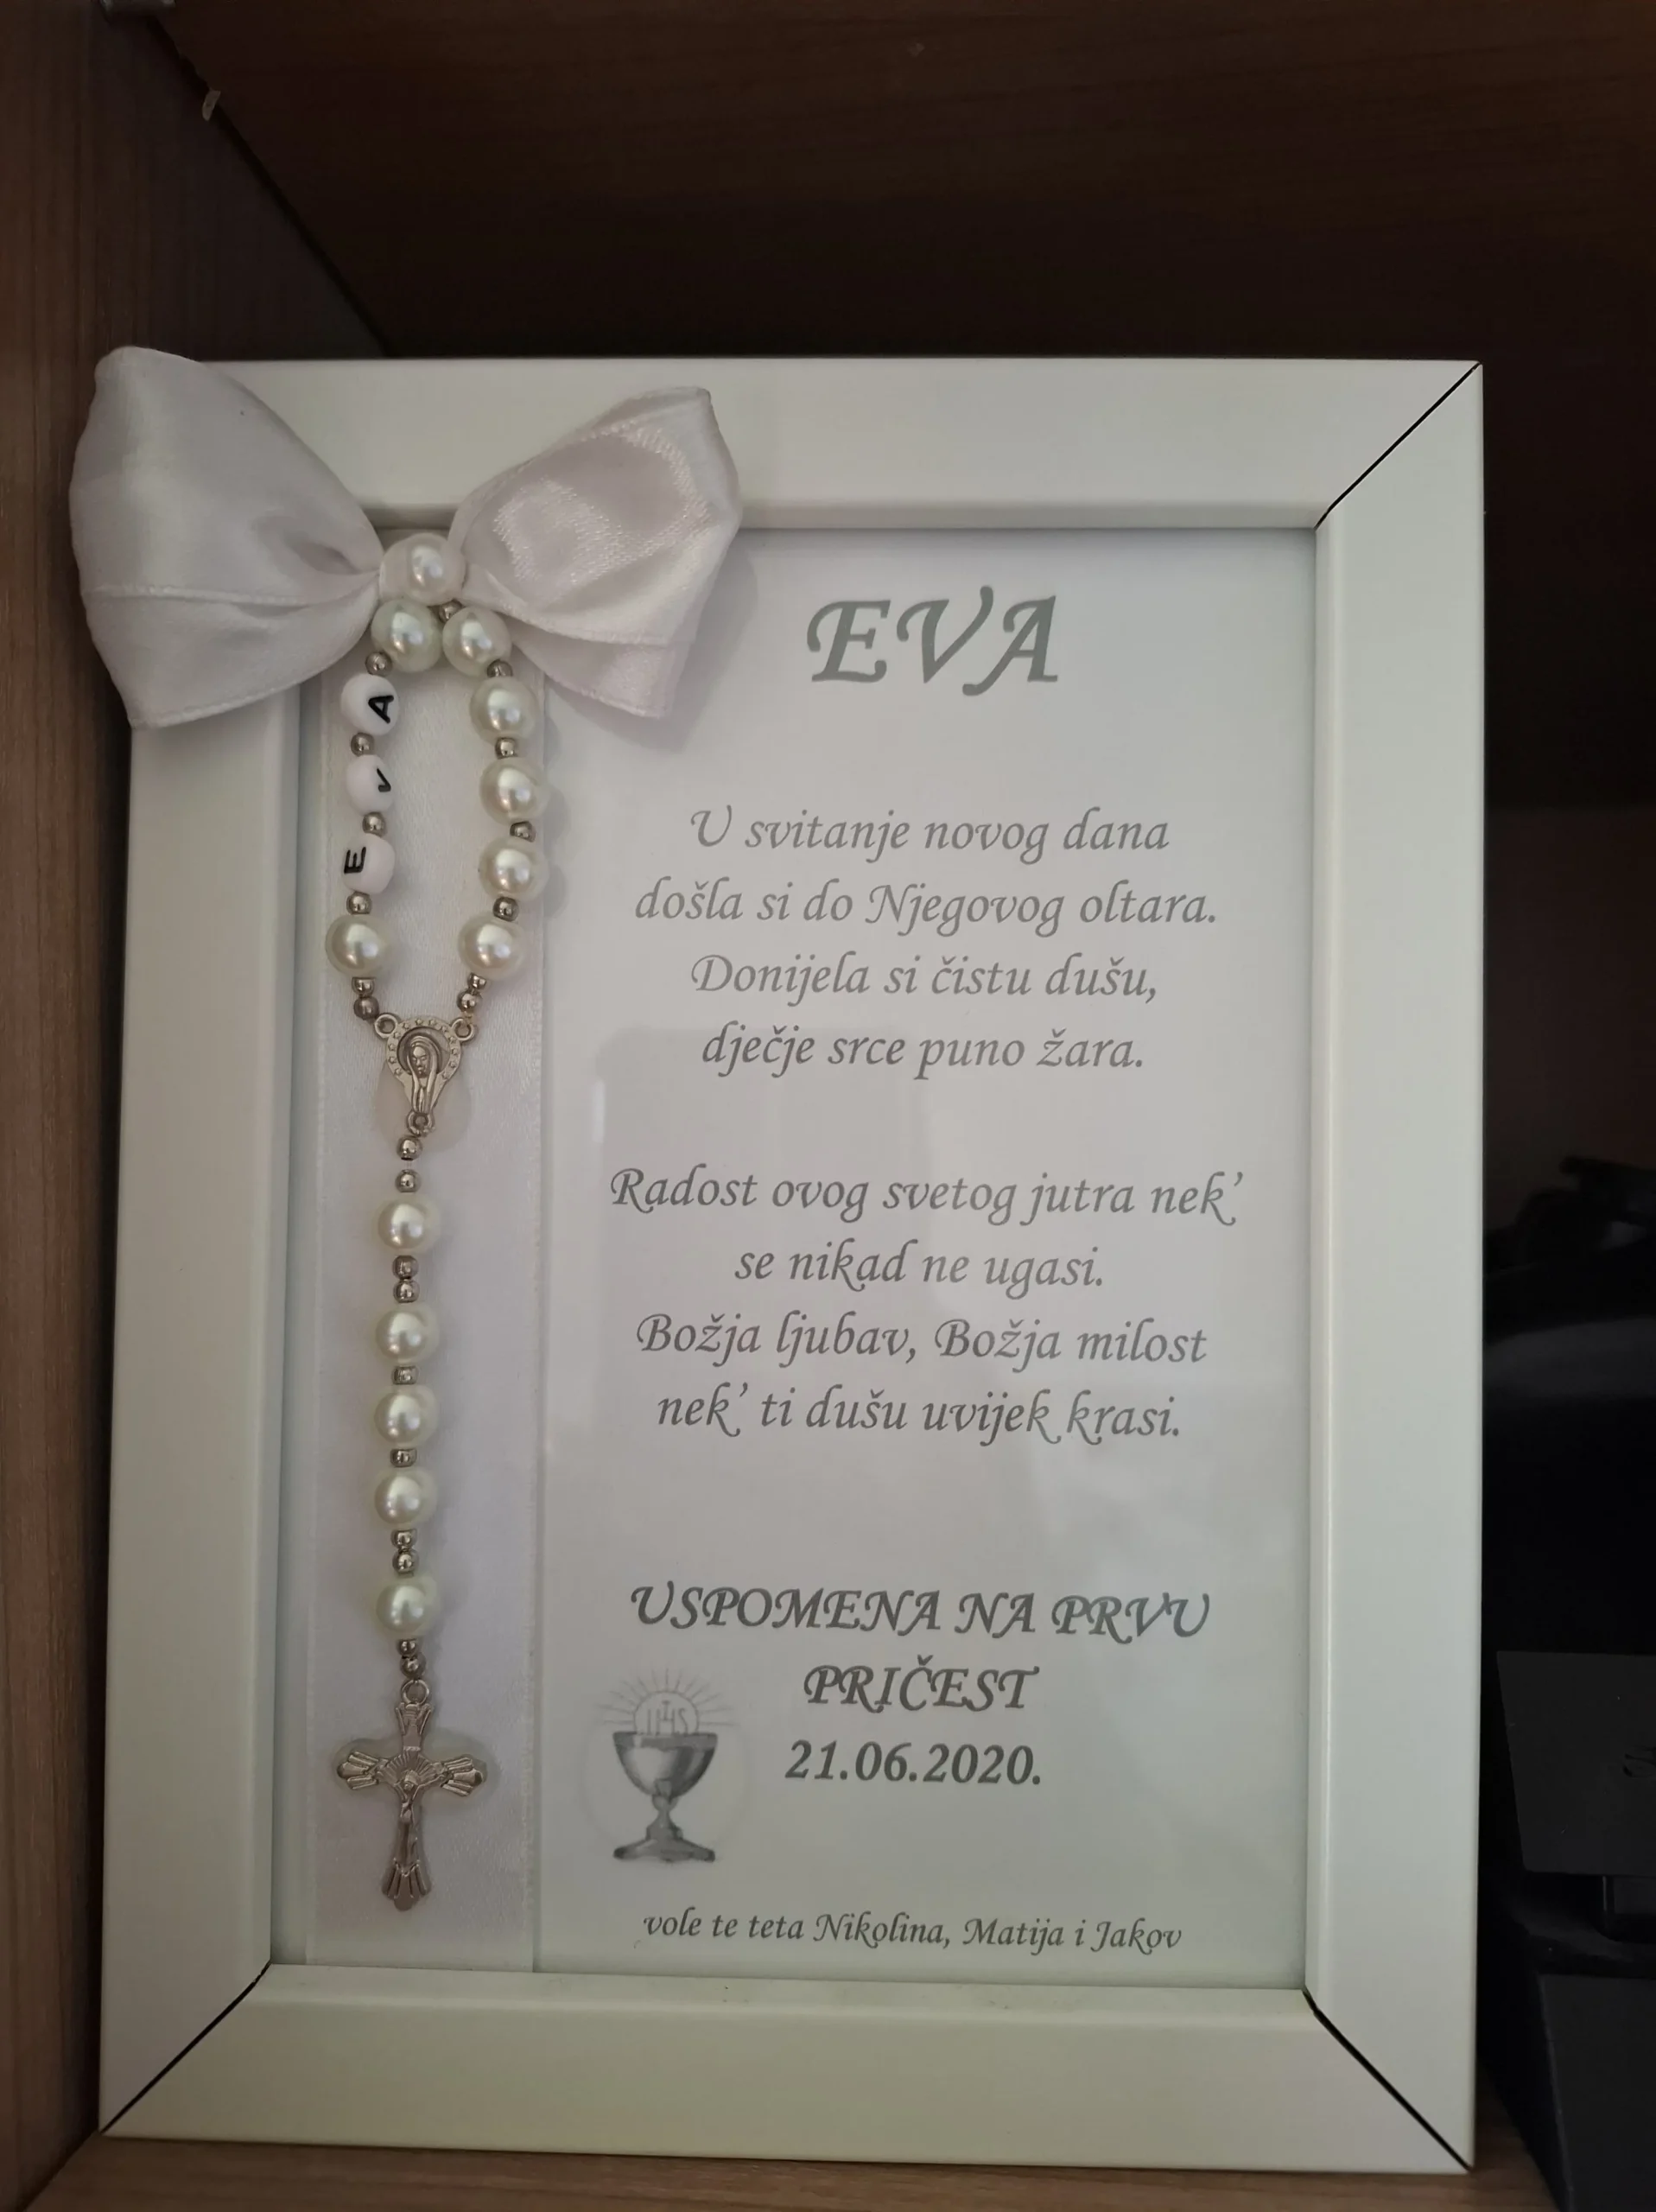 EVA
U svitanje novog dana
došla si do Njegovog oltara.
Donijela si čistu dušu,
dječje srce puno žara.
Radost ovog svetog jutra nek’
se nikad ne ugasi.
Božja ljubav, Božja milost
nek’ ti dušu uvijek krasi.
USPOMENA NA PRVU
PRIČEST
21.06.2020.
IHS
vole te teta Nikolina, Matija i Jakov
EVA